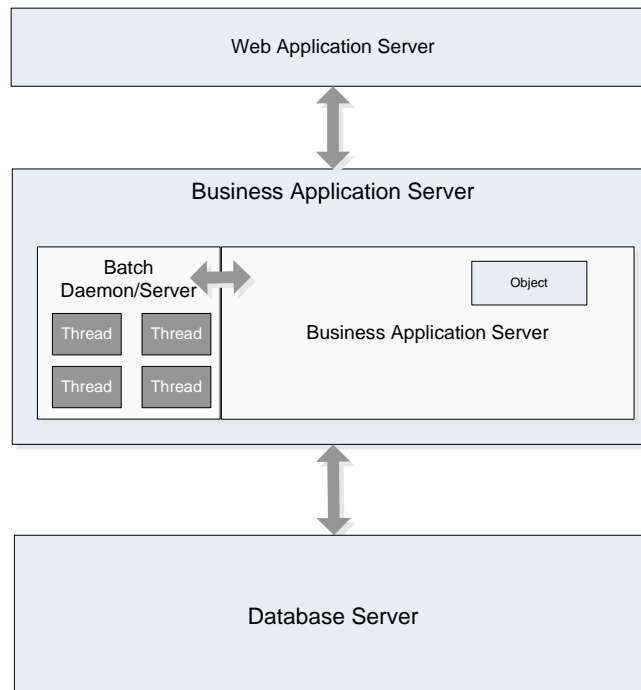 Web Application Server
Business Application Server
Batch
Daemon/Server
Thread
Thread
Thread
Thread
Object
Business Application Server
Database Server